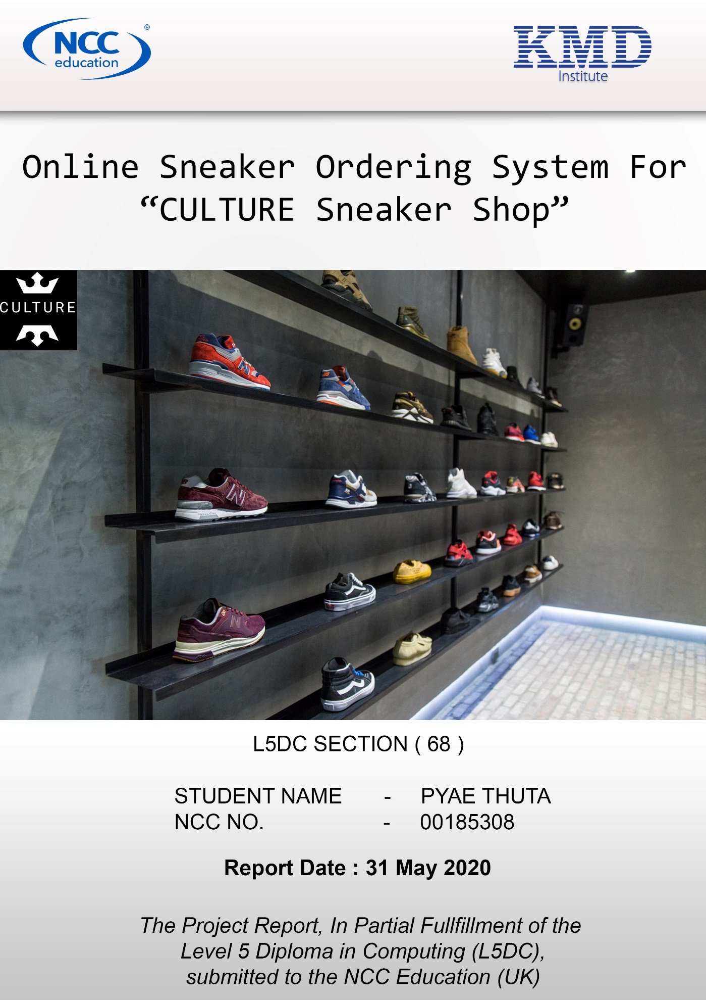 NCC
education
®
KMD
Institute
Online Sneaker Ordering System For
“CULTURE Sneaker Shop”
CULTURE
L5DC SECTION ( 68 )
STUDENT NAME - PYAE THUTA
NCC NO. - 00185308
Report Date : 31 May 2020
The Project Report, In Partial Fullfillment of the
Level 5 Diploma in Computing (L5DC),
submitted to the NCC Education (UK)